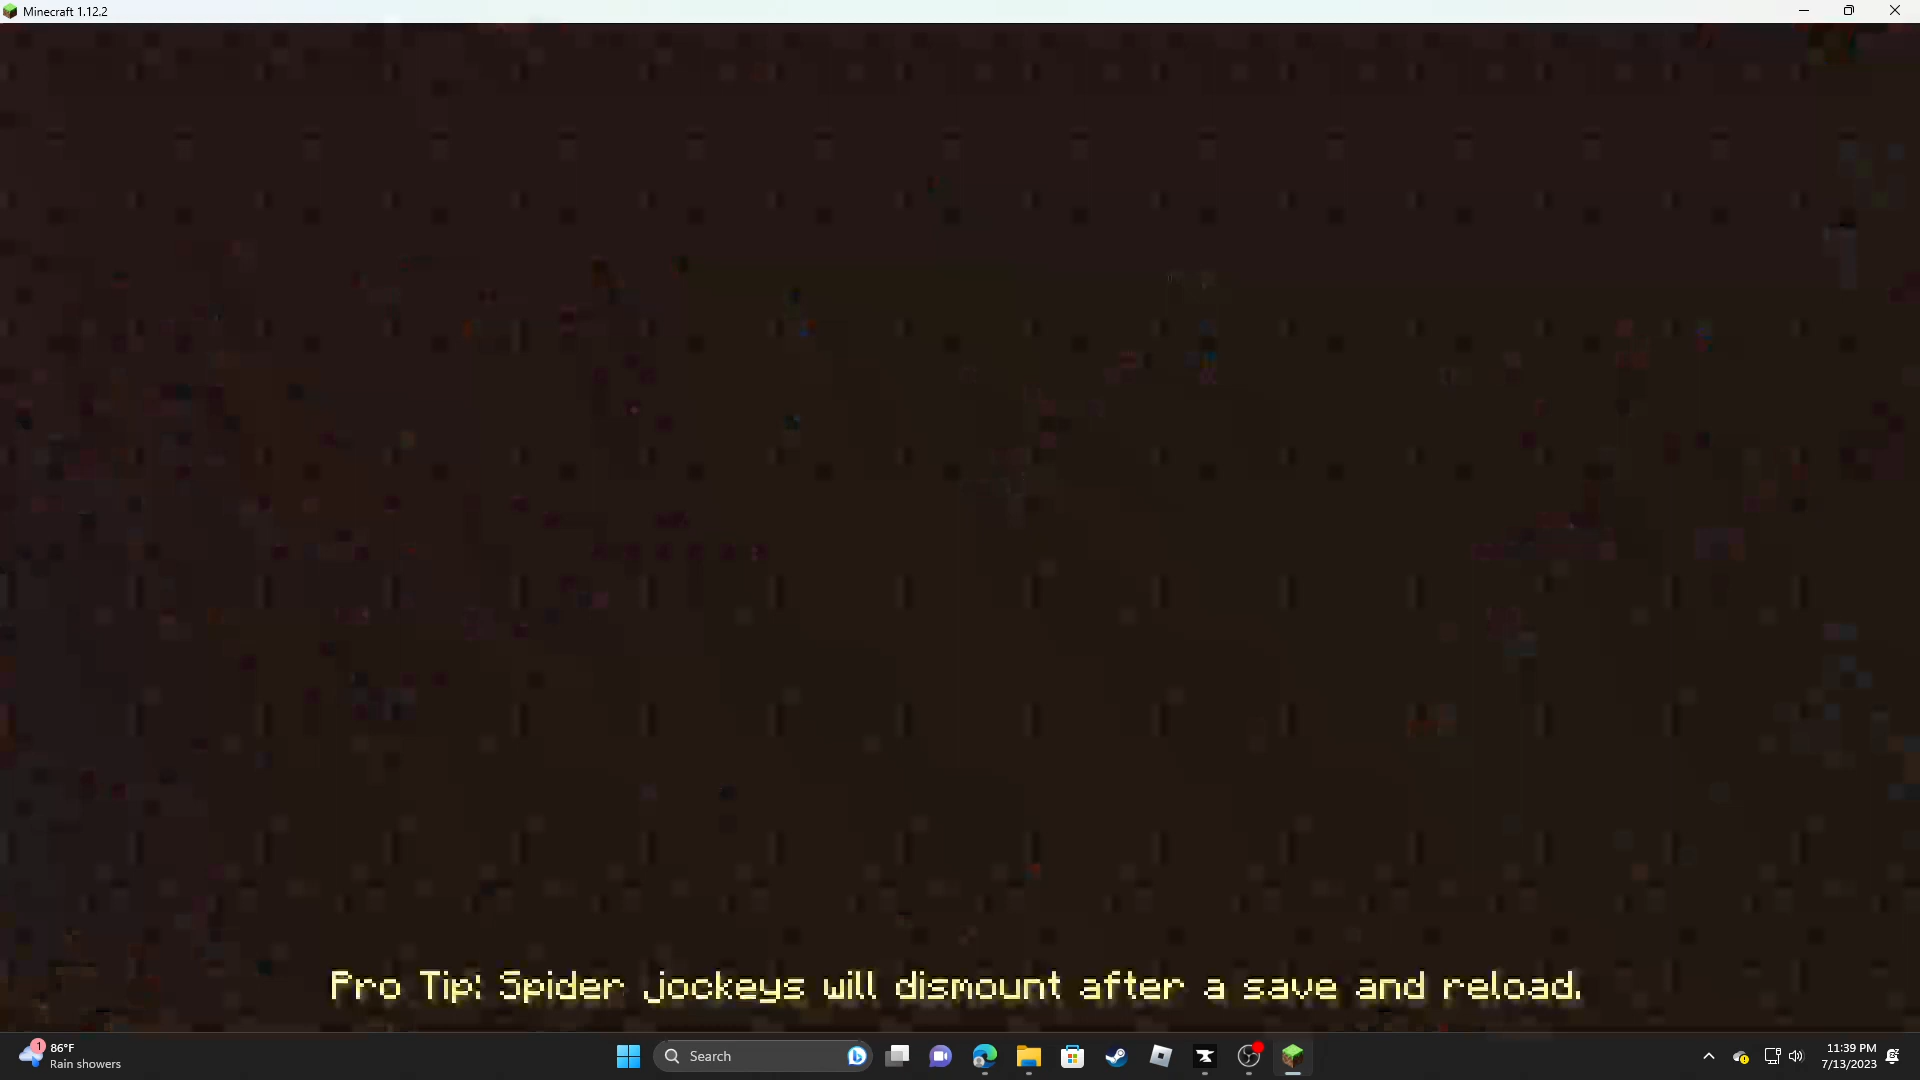 Minecraft 1.12.2
Pro Tip! Spider jockeys will dismount after a save and reload.
1
86°F
Rain showers
Search
11:39 PM
7/13/2023